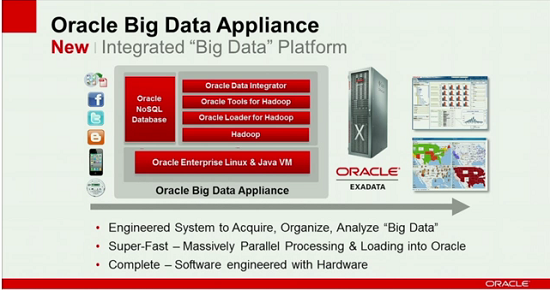 Oracle Big Data Appliance
New | Integrated “Big Data” Platform
Oracle
NoSQL
Database
Oracle Data Integrator
Oracle Tools for Hadoop
Oracle Loader for Hadoop
Hadoop
Oracle Enterprise Linux & Java VM
Oracle Big Data Appliance
X
ORACLE
EXADATA
• Engineered System to Acquire, Organize, Analyze “Big Data”
• Super-Fast – Massively Parallel Processing & Loading into Oracle
• Complete – Software engineered with Hardware
ORACLE